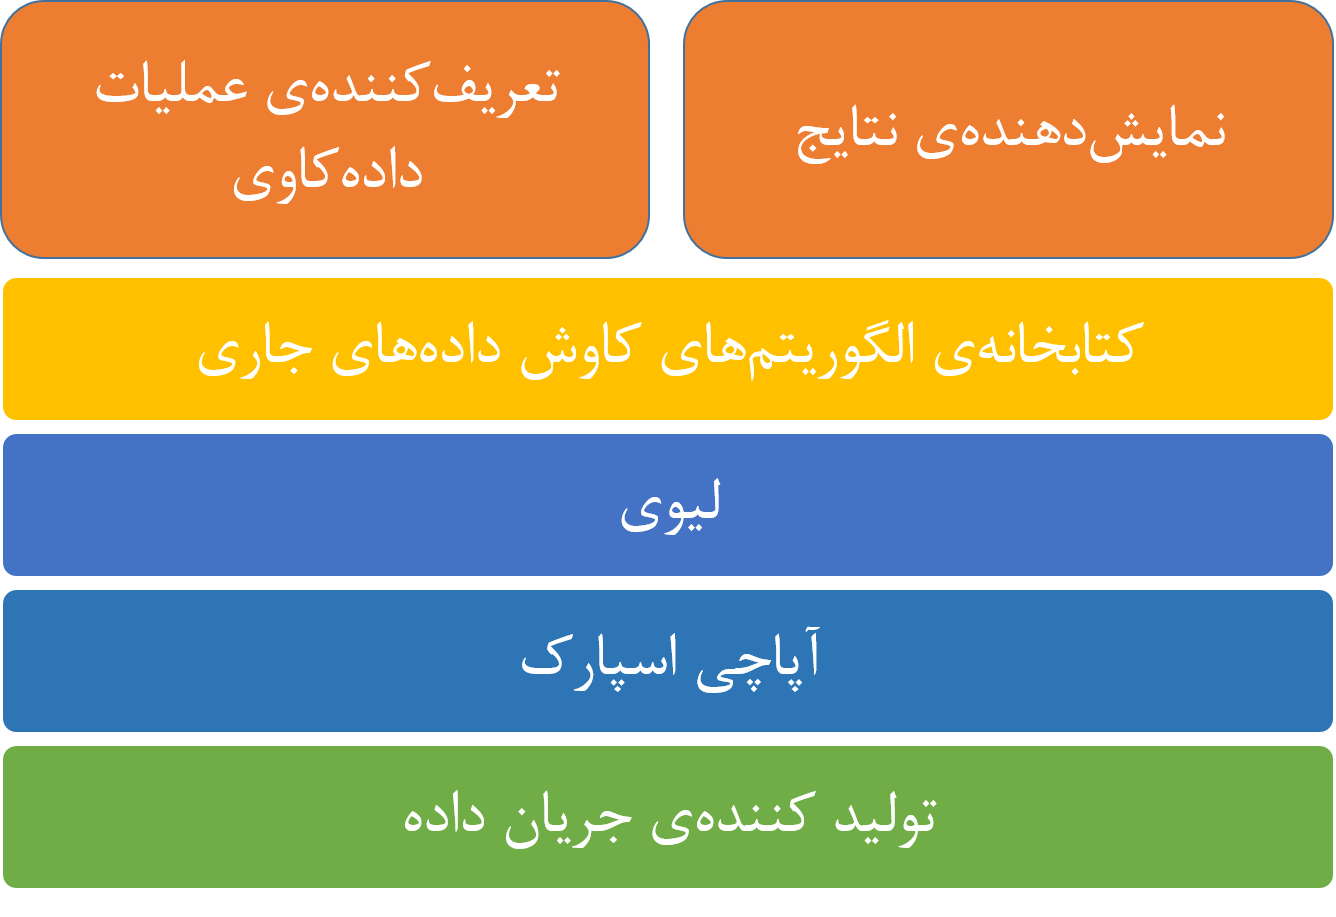 نمایش‌دهنده‌ی نتایج
تعریف‌کننده‌ی عملیات
داده‌کاوی
کتابخانه‌ی الگوریتم‌های کاوش داده‌های جاری
لیوی
آپاچی اسپارک
تولید کننده‌ی جریان داده